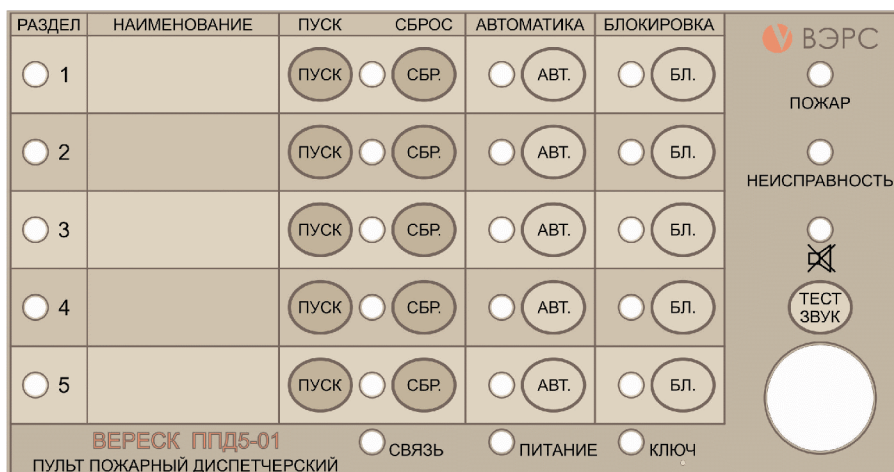 РАЗДЕЛ НАИМЕНОВАНИЕ ПУСК СБРОС АВТОМАТИКА БЛОКИРОВКА
ВЭРС
1 ПУСК СБР. АВТ. БЛ.
ПОЖАР
2 ПУСК СБР. АВТ. БЛ.
НЕИСПРАВНОСТЬ
3 ПУСК СБР. АВТ. БЛ.
4 ПУСК СБР. АВТ. БЛ.
ТЕСТ
ЗВУК
5 ПУСК СБР. АВТ. БЛ.
ВЕРЕСК ППД5-01
СВЯЗЬ ПИТАНИЕ КЛЮЧ
ПУЛЬТ ПОЖАРНЫЙ ДИСПЕТЧЕРСКИЙ